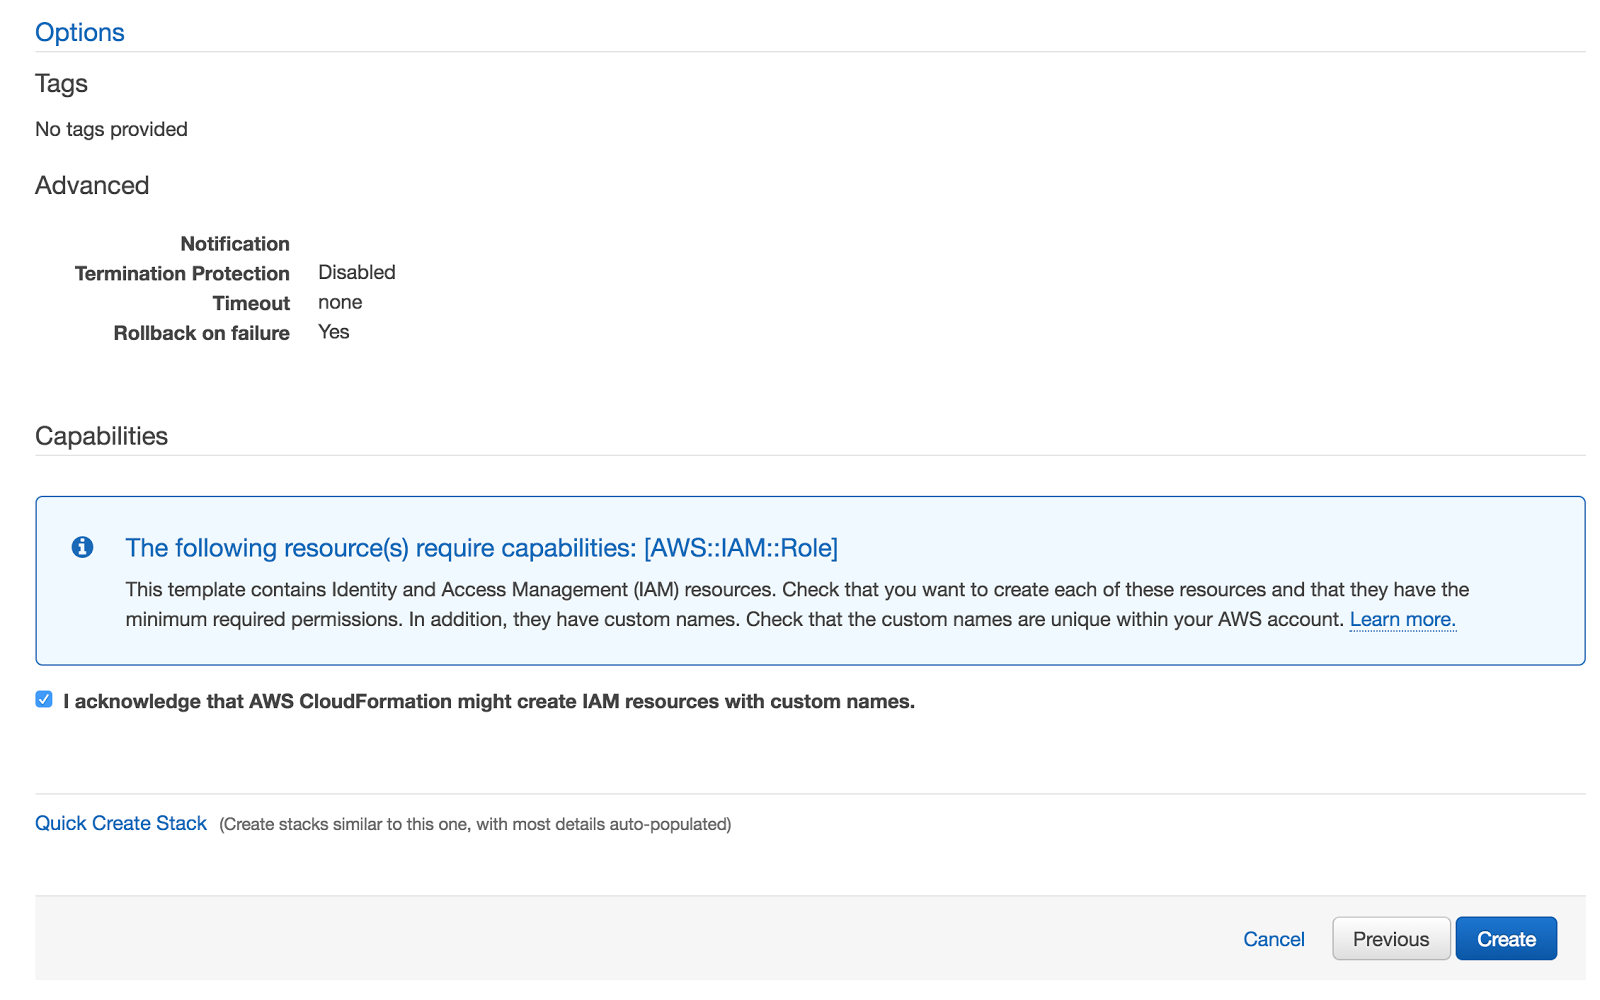 Options
Tags
No tags provided
Advanced
Notification
Termination Protection Disabled
Timeout none
Rollback on failure Yes
Capabilities
The following resource(s) require capabilities: [AWS::IAM::Role]
This template contains Identity and Access Management (IAM) resources. Check that you want to create each of these resources and that they have the
minimum required permissions. In addition, they have custom names. Check that the custom names are unique within your AWS account. Learn more.
I acknowledge that AWS CloudFormation might create IAM resources with custom names.
Quick Create Stack (Create stacks similar to this one, with most details auto-populated)
Cancel Previous Create